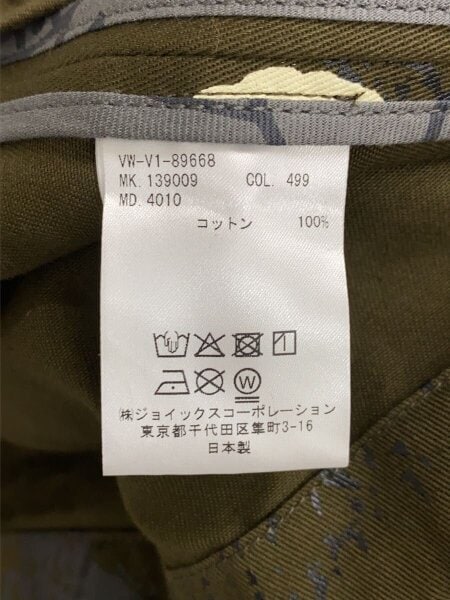 VW-V1-89668
MK. 139009 COL. 499
MD. 4010
コットン 100%
W
㈱ジョイックスコーポレーション
東京都千代田区隼町3-16
日本製